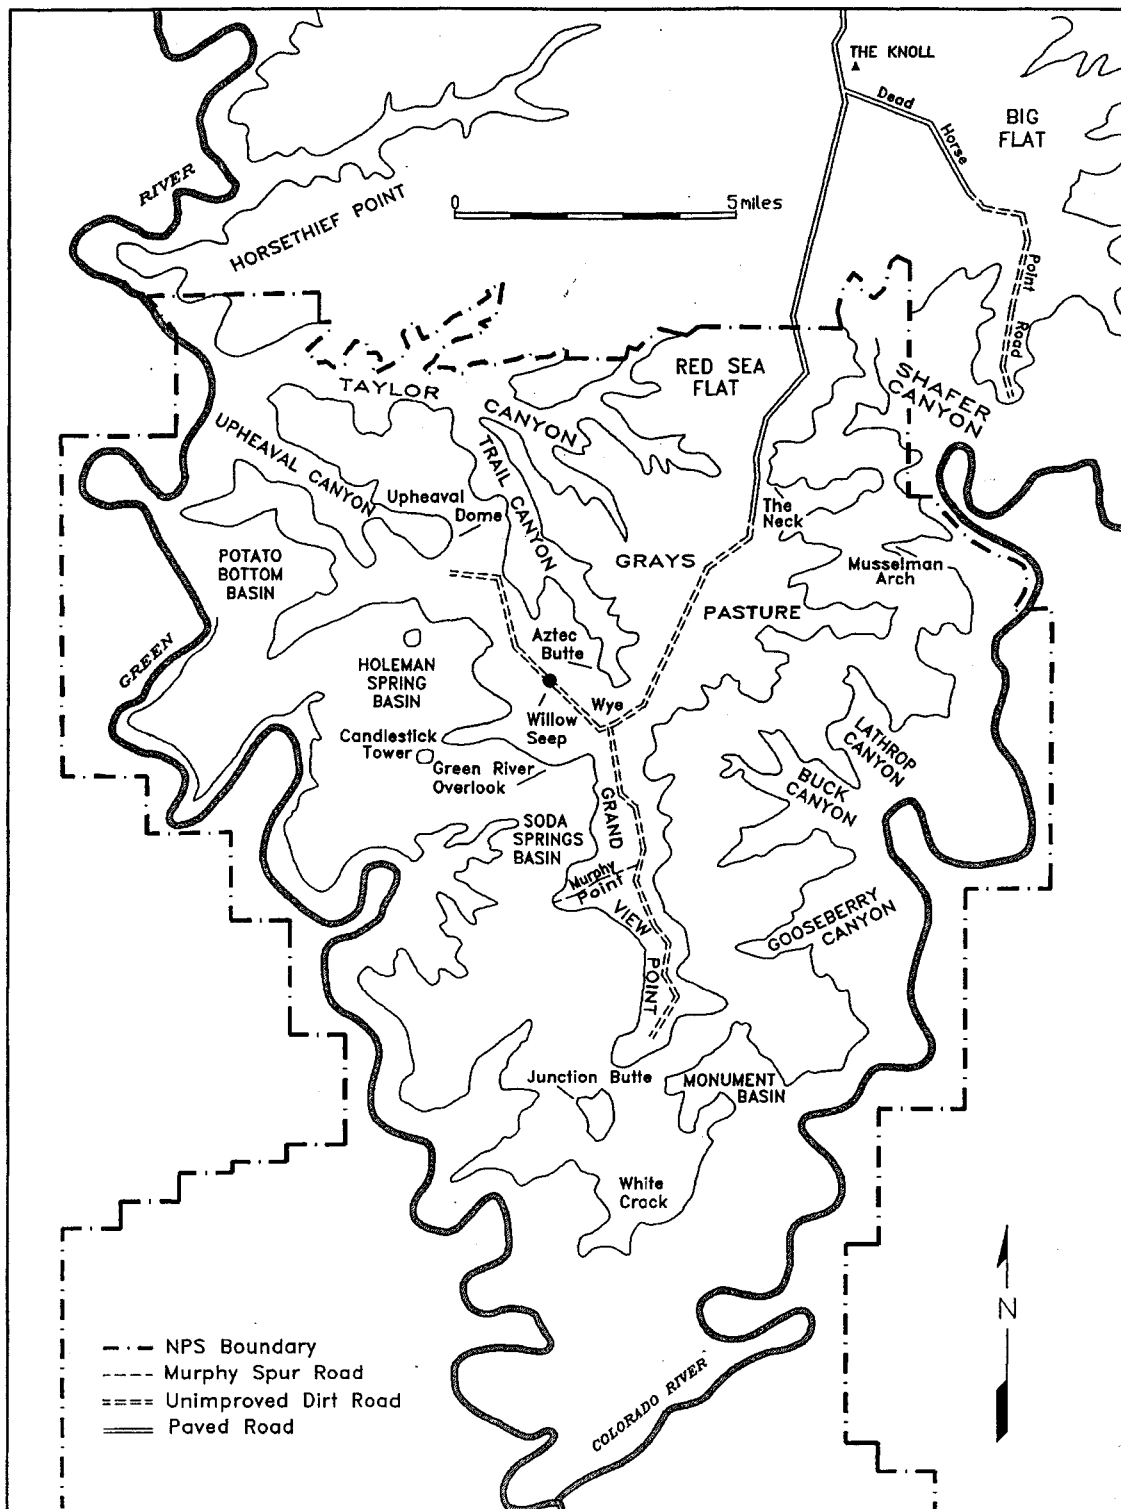 THE KNOLL
Dead
Horse
Point
Road
BIG
FLAT
RIVER
HORSETHIEF POINT
0
5 miles
TAYLOR
CANYON
RED SEA
FLAT
SHAFER
CANYON
UPHEAVAL CANYON
TRAIL CANYON
Upheaval
Dome
The
Neck
GRAYS
PASTURE
Musselman
Arch
POTATO
BOTTOM
BASIN
GREEN
Aztec
Butte
HOLEMAN
SPRING
BASIN
Wye
Willow
Seep
Candlestick
Tower
Green River
Overlook
LATHROP
CANYON
BUCK
CANYON
GRAND
VIEW
POINT
SODA
SPRINGS
BASIN
Murphy
Point
GOOSEBERRY
CANYON
Junction Butte
MONUMENT
BASIN
White
Crack
N
COLORADO RIVER
NPS Boundary
Murphy Spur Road
Unimproved Dirt Road
Paved Road